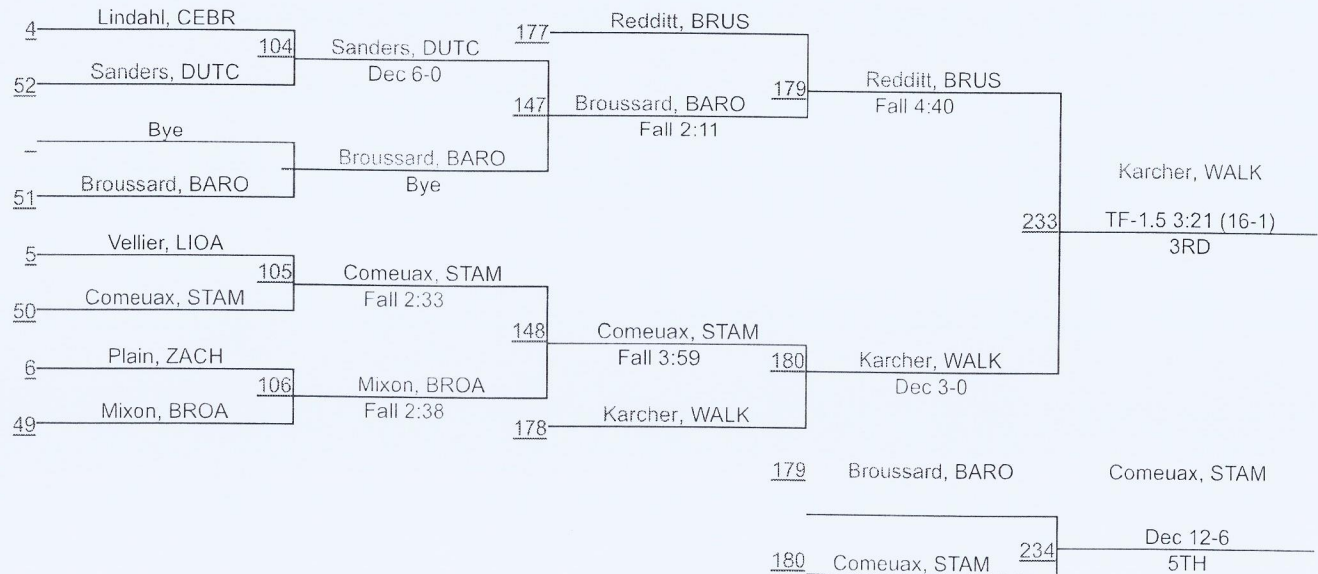 4 Lindahl, CEBR
104
52 Sanders, DUTC
Sanders, DUTC
Dec 6-0
Bye
51 Broussard, BARO
Broussard, BARO
Bye
147
5 Vellier, LIOA
105
50 Comeuax, STAM
Comeuax, STAM
Fall 2:33
6 Plain, ZACH
106
49 Mixon, BROA
Mixon, BROA
Fall 2:38
148
177 Redditt, BRUS
Broussard, BARO
Fall 2:11
179
Redditt, BRUS
Fall 4:40
Comeuax, STAM
Fall 3:59
180
178 Karcher, WALK
Karcher, WALK
Dec 3-0
233
Karcher, WALK
TF-1.5 3:21 (16-1)
3RD
179 Broussard, BARO
180 Comeuax, STAM
234
Comeuax, STAM
Dec 12-6
5TH